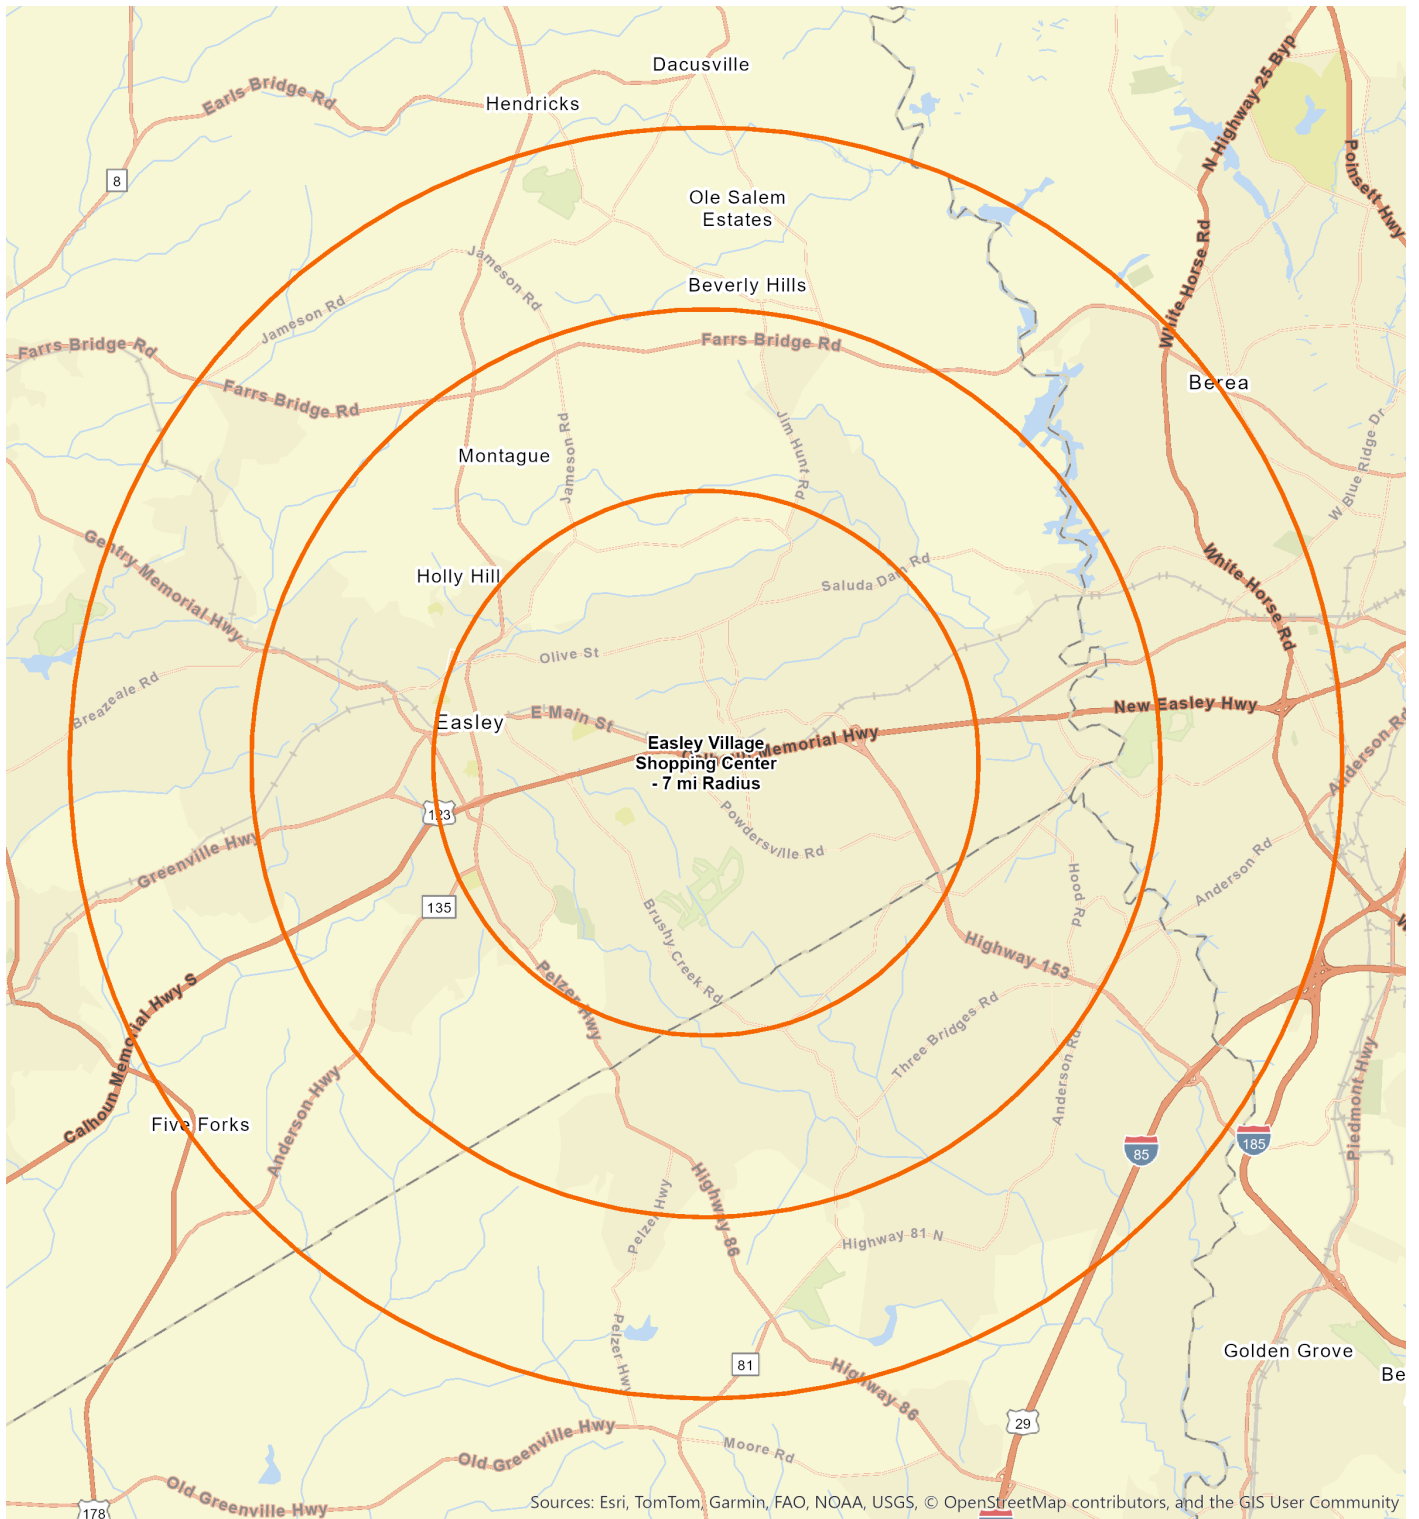 Dacusville
Hendricks
Earls Bridge Rd
N Highway 25 Byp
Poinsett Hwy
8
Ole Salem
Estates
White Horse Rd
Jameson Rd
Jameson Rd
Beverly Hills
Farrs Bridge Rd
Farrs Bridge Rd
Farrs Bridge Rd
Berea
Jameson Rd
Jim Hunt Rd
Montague
W Blue Ridge Dr
Gentry Memorial Hwy
Holly Hill
Saluda Dam Rd
White Horse Rd
Olive St
Breazeale Rd
E Main St
Easley
New Easley Hwy
Anderson Rd
Memorial Hwy
Easley Village
Shopping Center
- 7 mi Radius
123
Powdersville Rd
Greenville Hwy
Anderson Rd
Hood Rd
135
Brushy Creek Rd
Highway 153
W
Pelzer Hwy
Calhoun Memorial Hwy S
Three Bridges Rd
Anderson Rd
Piedmont Hwy
Five Forks
Anderson Hwy
85
185
Highway 86
Pelzer Hwy
Highway 81 N
Golden Grove
Be
Pelzer Hwy
81
Highway 86
29
Old Greenville Hwy
Moore Rd
Old Greenville Hwy
178
Sources: Esri, TomTom, Garmin, FAO, NOAA, USGS, © OpenStreetMap contributors, and the GIS User Community